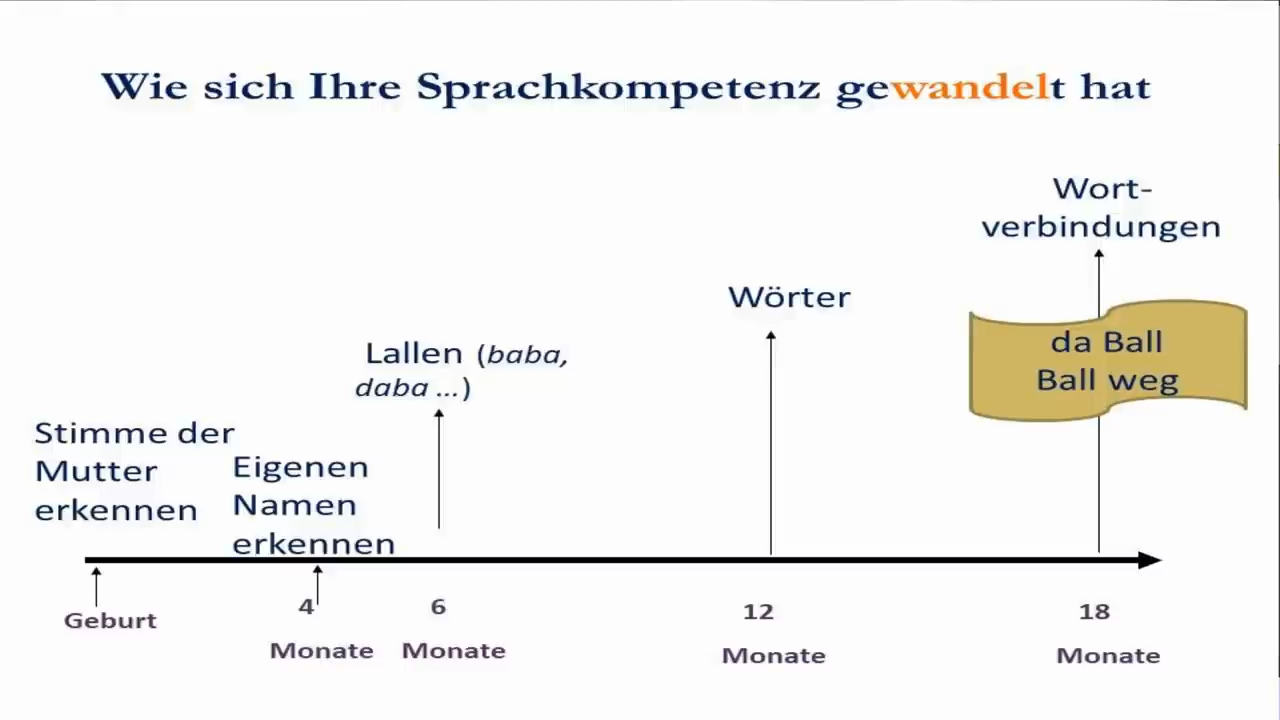 Wie sich Ihre Sprachkompetenz gewandelt hat
Wort-
verbindungen
Wörter
da Ball
Ball weg
Lallen (baba,
daba ...)
Stimme der
Mutter
erkennen
Eigenen
Namen
erkennen
Geburt
4
Monate
6
Monate
12
Monate
18
Monate